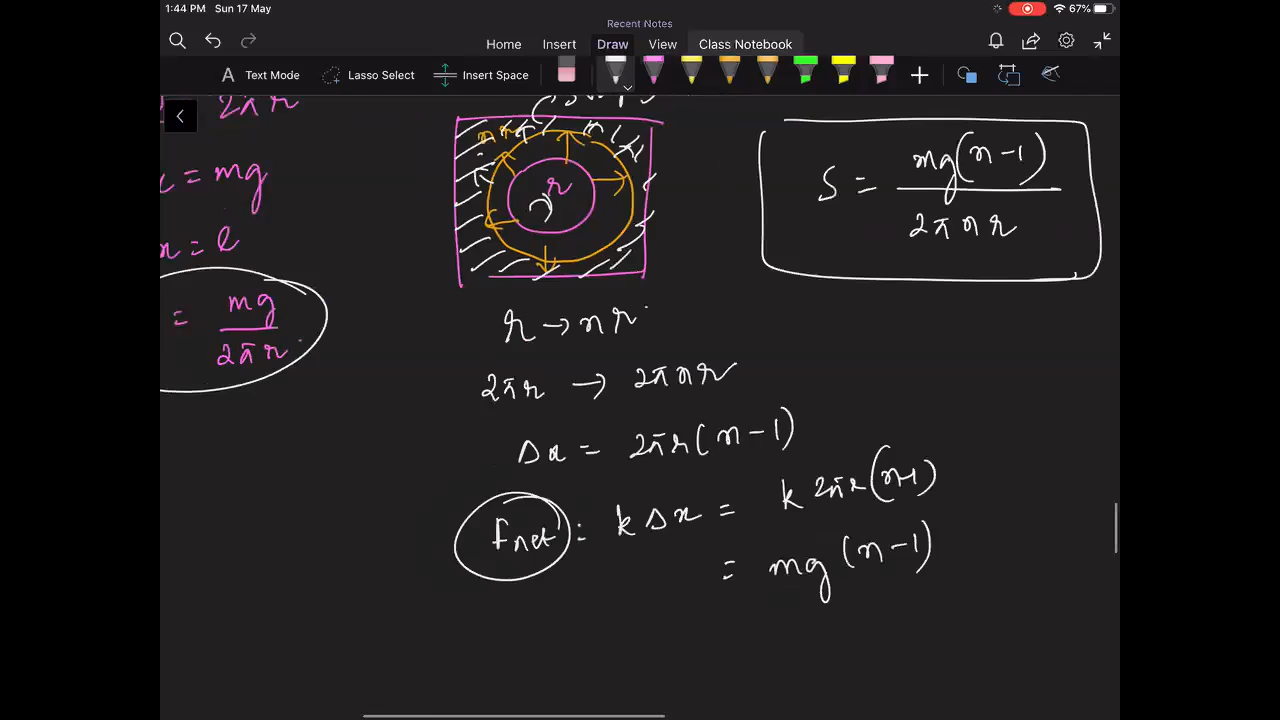 1:44 PM Sun 17 May
67%
Recent Notes
Home Insert Draw View Class Notebook
A Text Mode Lasso Select Insert Space
2πr
= mg
= l
= mg
2πr
nr
r
r → nr
2πr → 2πnr
Δx = 2πr(n-1)
Fnet = kΔx = k2πr(n-1)
= mg(n-1)
S = mg(n-1)
2πnr